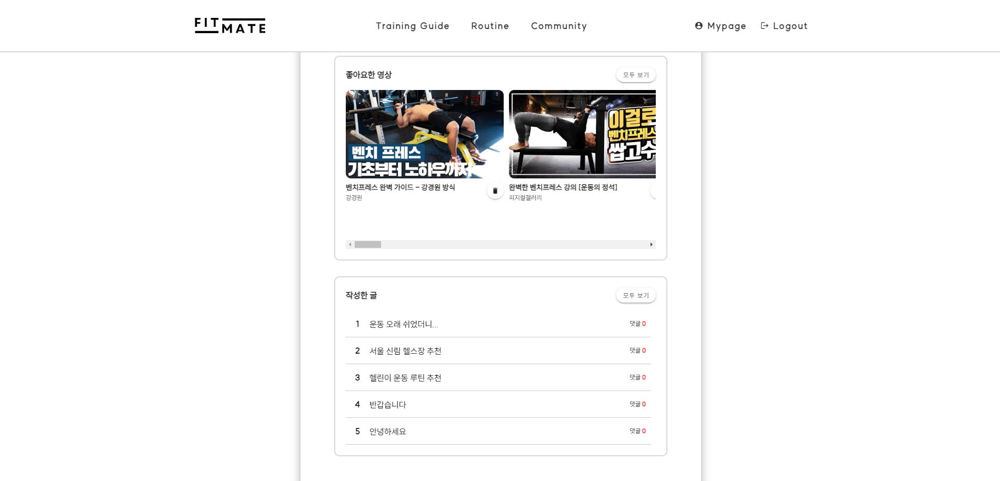 FIT MATE
Training Guide
Routine
Community
Mypage
Logout
좋아요한 영상
모두 보기
벤치 프레스
기초부터 노하우까지
이걸로
벤치프레스
쌉고수
벤치프레스 완벽 가이드 - 강경원 방식
강경원
완벽한 벤치프레스 강의 [운동의 정석]
피지컬갤러리
작성한 글
모두 보기
1 운동 오래 쉬었더니... 댓글 0
2 서울 신림 헬스장 추천 댓글 0
3 헬린이 운동 루틴 추천 댓글 0
4 반갑습니다 댓글 0
5 안녕하세요 댓글 0